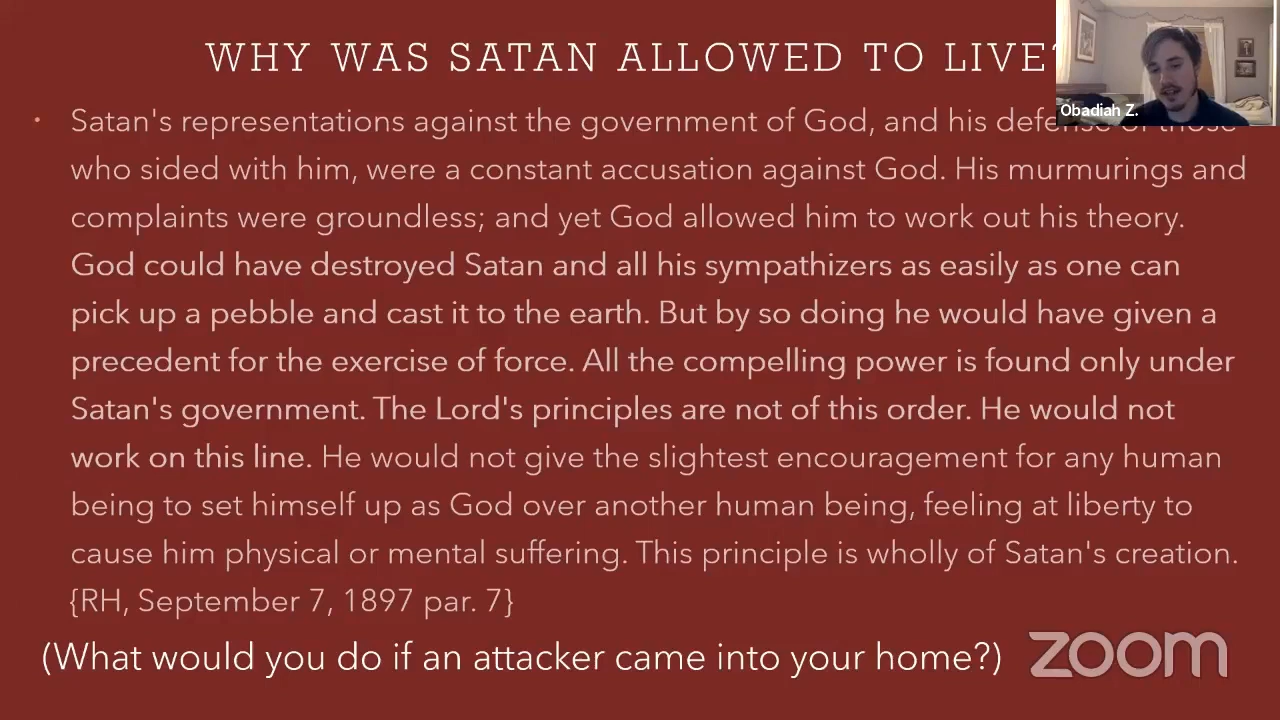 WHY WAS SATAN ALLOWED TO LIVE?
Obadiah Z.
• Satan's representations against the government of God, and his defense of those
who sided with him, were a constant accusation against God. His murmurings and
complaints were groundless; and yet God allowed him to work out his theory.
God could have destroyed Satan and all his sympathizers as easily as one can
pick up a pebble and cast it to the earth. But by so doing he would have given a
precedent for the exercise of force. All the compelling power is found only under
Satan's government. The Lord's principles are not of this order. He would not
work on this line. He would not give the slightest encouragement for any human
being to set himself up as God over another human being, feeling at liberty to
cause him physical or mental suffering. This principle is wholly of Satan's creation.
{RH, September 7, 1897 par. 7}
(What would you do if an attacker came into your home?)
zoom